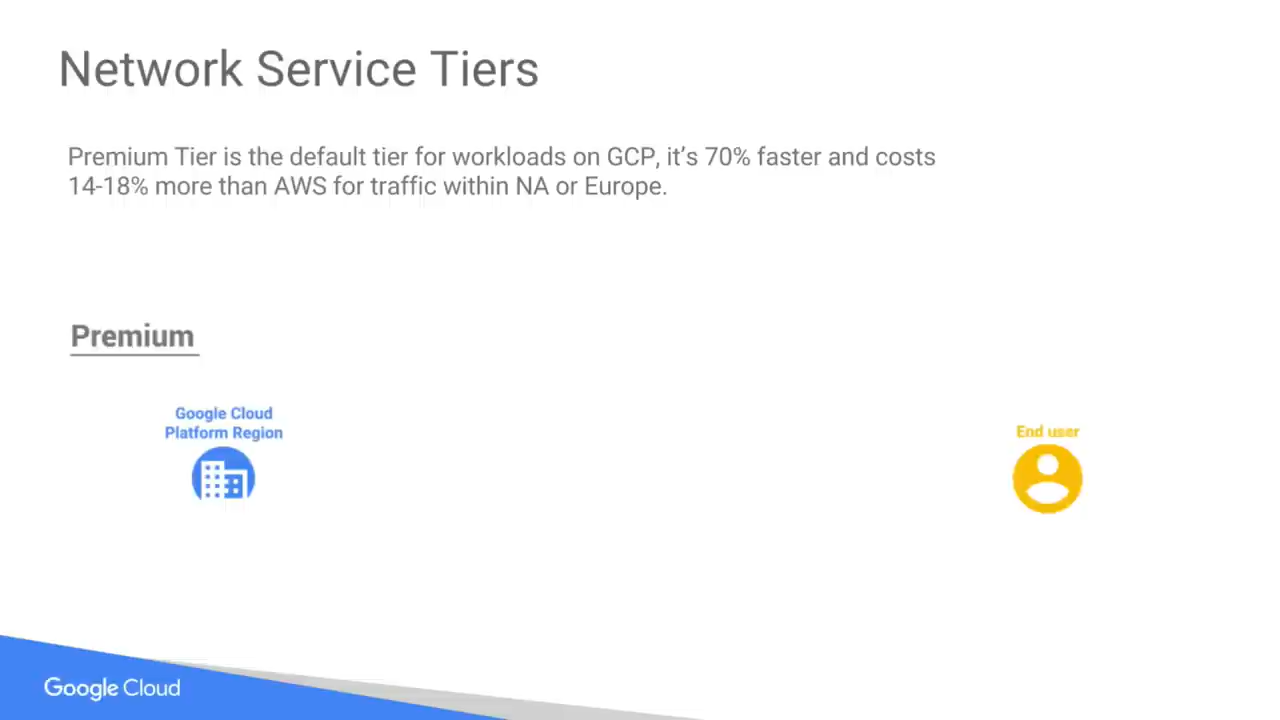 Network Service Tiers
Premium Tier is the default tier for workloads on GCP, it's 70% faster and costs
14-18% more than AWS for traffic within NA or Europe.
Premium
Google Cloud
Platform Region
End user
Google Cloud